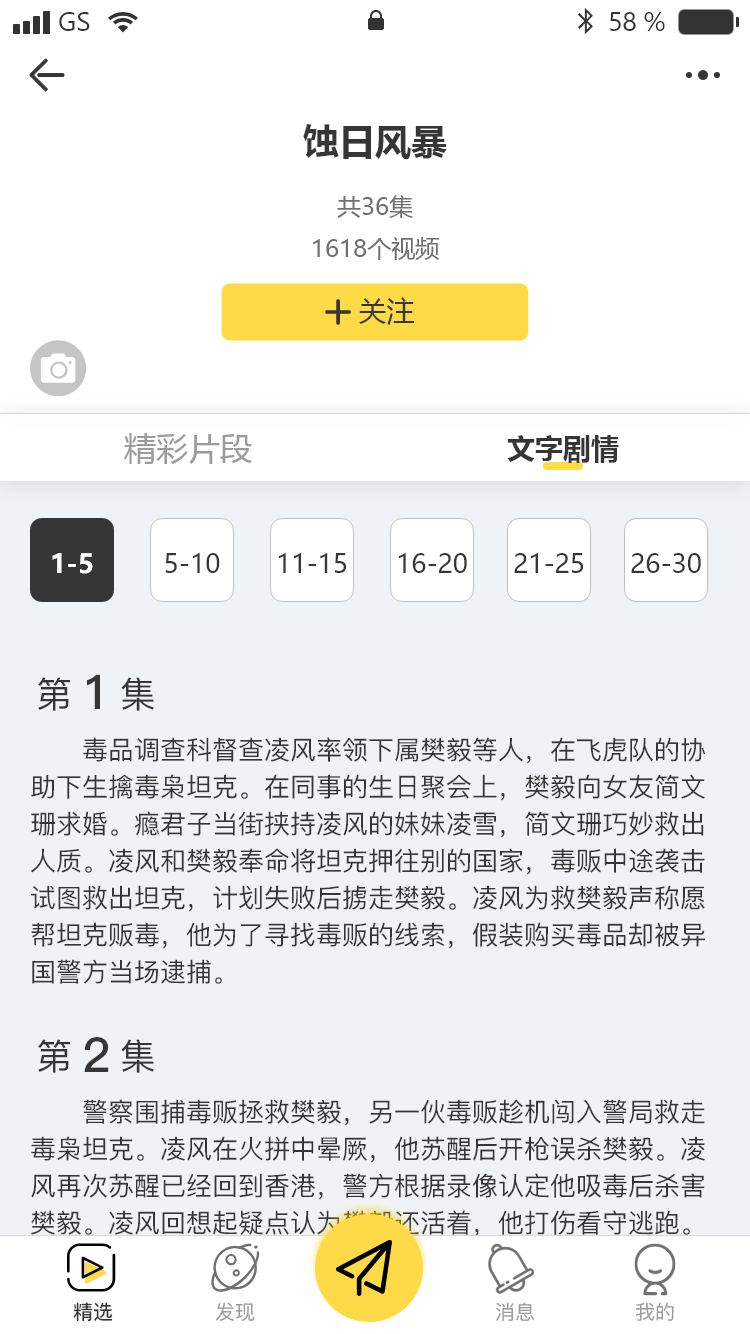 GS 58 %
蚀日风暴
共36集
1618个视频
关注
精彩片段 文字剧情
1-5 5-10 11-15 16-20 21-25 26-30
第 1 集
毒品调查科督查凌风率领下属樊毅等人，在飞虎队的协
助下生擒毒枭坦克。在同事的生日聚会上，樊毅向女友简文
珊求婚。瘾君子当街挟持凌风的妹妹凌雪，简文珊巧妙救出
人质。凌风和樊毅奉命将坦克押往别的国家，毒贩中途袭击
试图救出坦克，计划失败后掳走樊毅。凌风为救樊毅声称愿
帮坦克贩毒，他为了寻找毒贩的线索，假装购买毒品却被异
国警方当场逮捕。
第 2 集
警察围捕毒贩拯救樊毅，另一伙毒贩趁机闯入警局救走
毒枭坦克。凌风在火拼中晕厥，他苏醒后开枪误杀樊毅。凌
风再次苏醒已经回到香港，警方根据录像认定他吸毒后杀害
樊毅。凌风回想起疑点认为樊毅还活着，他打伤看守逃跑。
精选 发现 消息 我的